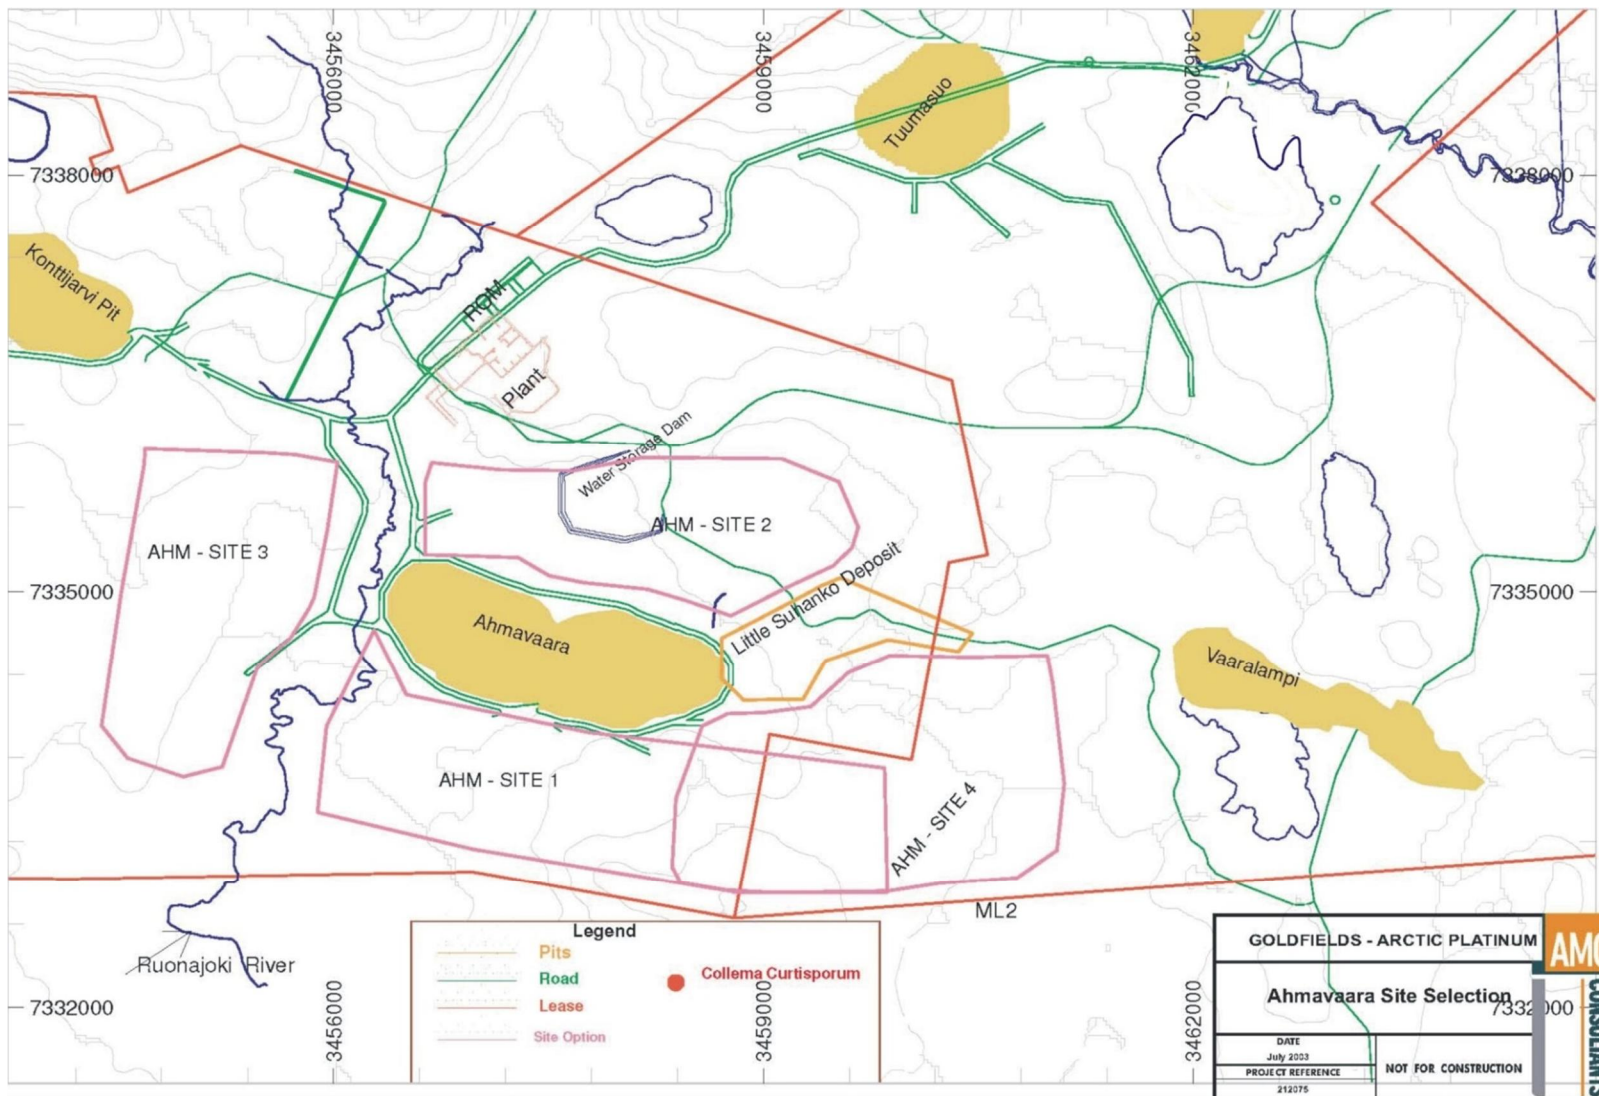 3456000
3459000
3462000
Tuumasuo
7338000
7338000
Konttijarvi Pit
ROM
Plant
Water Storage Dam
AHM - SITE 3
AHM - SITE 2
Little Suhanko Deposit
7335000
7335000
Ahmavaara
Vaaralampi
AHM - SITE 1
AHM - SITE 4
ML2
Ruonajoki River
Legend
Pits
Road
Lease
Site Option
Collema Curtisporum
7332000
7332000
3456000
3459000
3462000
GOLDFIELDS - ARCTIC PLATINUM
Ahmavaara Site Selection
DATE
July 2003
PROJECT REFERENCE
212075
NOT FOR CONSTRUCTION